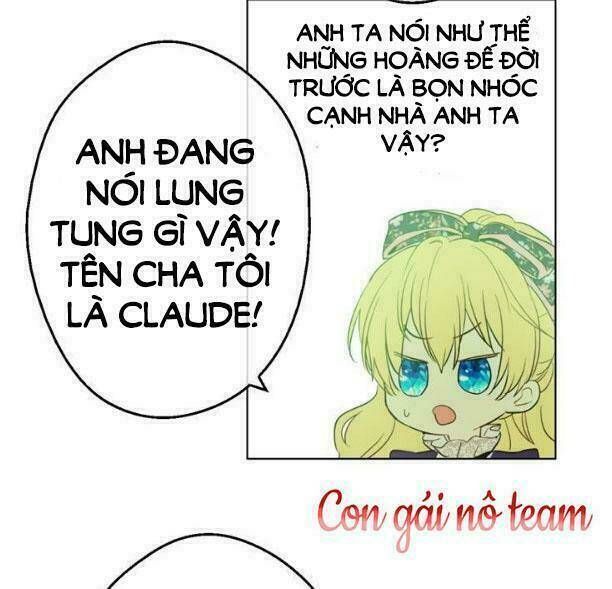 ANH TA NÓI NHƯ THỂ
NHỮNG HOÀNG ĐẾ ĐỜI
TRƯỚC LÀ BỌN NHÓC
CẠNH NHÀ ANH TA
VẬY?
ANH ĐANG
NÓI LUNG
TUNG GÌ VẬY!
TÊN CHA TÔI
LÀ CLAUDE!
Con gái nô team